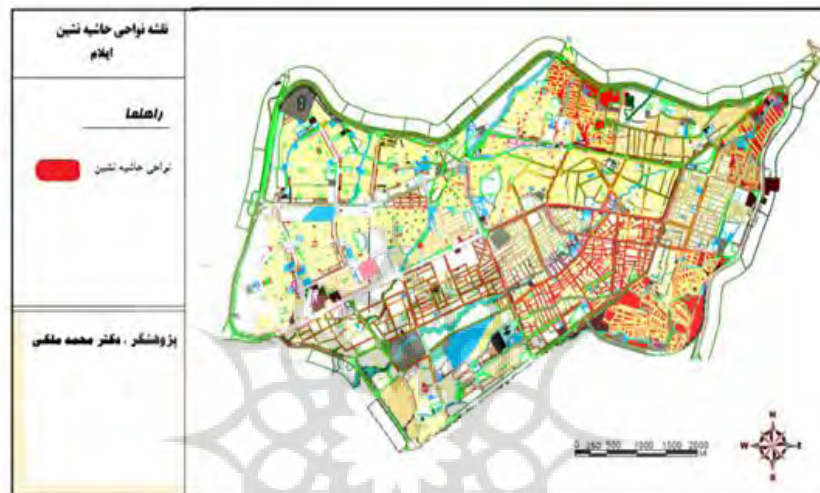 نقشه نواحی حاشیه نشین
ایلام
راهنما
نواحی حاشیه نشین
پژوهشگر ، دکتر محمد ملکی
0 250 500 1000 1500 2000
N
W E
S